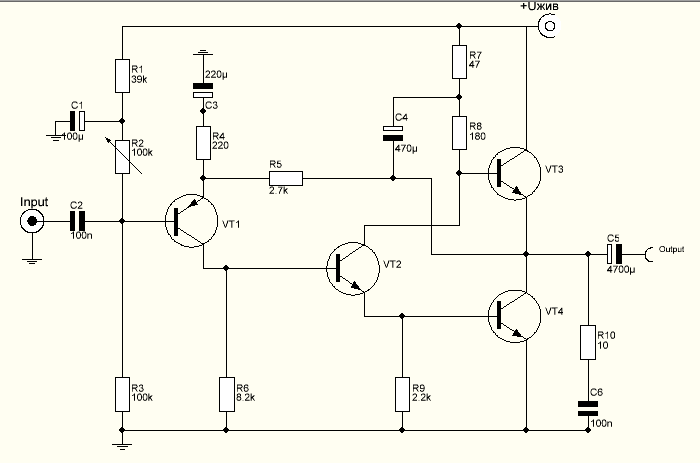 +Uжив
R1
39k
220µ
C3
R7
47
C1
100µ
R2
100k
R4
220
C4
470µ
R8
180
R5
2.7k
VT3
Input
C2
100n
VT1
VT2
C5
4700µ
Output
VT4
R10
10
R3
100k
R6
8.2k
R9
2.2k
C6
100n